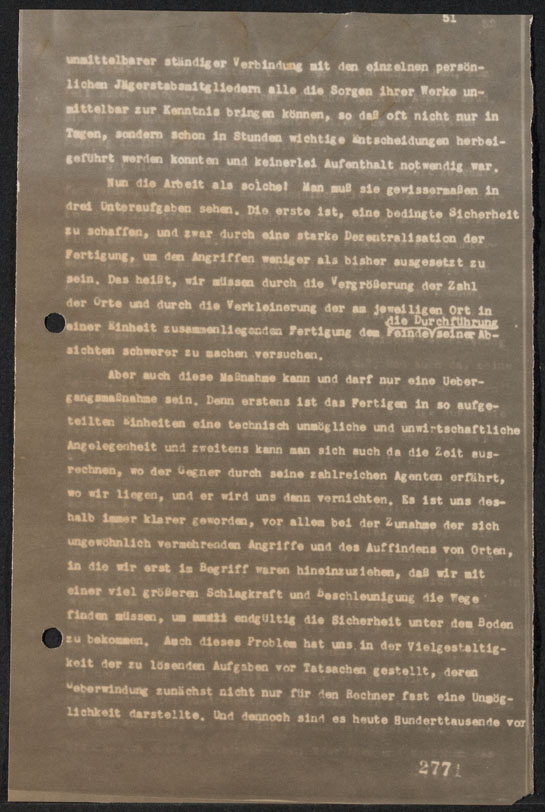 51
unmittelbarer ständiger Verbindung mit den einzelnen persön-
lichen Jägerstabsmitgliedern alle die Sorgen ihrer Werke un-
mittelbar zur Kenntnis bringen können, so daß oft nicht nur in
Tagen, sondern schon in Stunden wichtige Entscheidungen herbei-
geführt werden konnten und keinerlei Aufenthalt notwendig war.
Nun die Arbeit als solche! Man muß sie gewissermaßen in
drei Unteraufgaben sehen. Die erste ist, eine bedingte Sicherheit
zu schaffen, und zwar durch eine starke Dezentralisation der
Fertigung, um den Angriffen weniger als bisher ausgesetzt zu
sein. Das heißt, wir müssen durch die Vergrößerung der Zahl
der Orte und durch die Verkleinerung der am jeweiligen Ort in
die Durchführung
einer Einheit zusammenliegenden Fertigung dem Feinde seiner Ab-
sichten schwerer zu machen versuchen.
Aber auch diese Maßnahme kann und darf nur eine Ueber-
gangsmaßnahme sein. Denn erstens ist das Fertigen in so aufge-
teilten Einheiten eine technisch unmögliche und unwirtschaftliche
Angelegenheit und zweitens kann man sich auch da die Zeit aus-
rechnen, wo der Gegner durch seine zahlreichen Agenten erfährt,
wo wir liegen, und er wird uns dann vernichten. Es ist uns des-
halb immer klarer geworden, vor allem bei der Zunahme der sich
ungewöhnlich vermehrenden Angriffe und des Auffindens von Orten,
in die wir erst im Begriff waren hineinzuziehen, daß wir mit
einer viel größeren Schlagkraft und Beschleunigung die Wege
finden müssen, um endgültig die Sicherheit unter dem Boden
zu bekommen. Auch dieses Problem hat uns in der Vielgestaltig-
keit der zu lösenden Aufgaben vor Tatsachen gestellt, deren
Ueberwindung zunächst nicht nur für den Rechner fast eine Unmög-
lichkeit darstellte. Und dennoch sind es heute Hunderttausende vor
2771